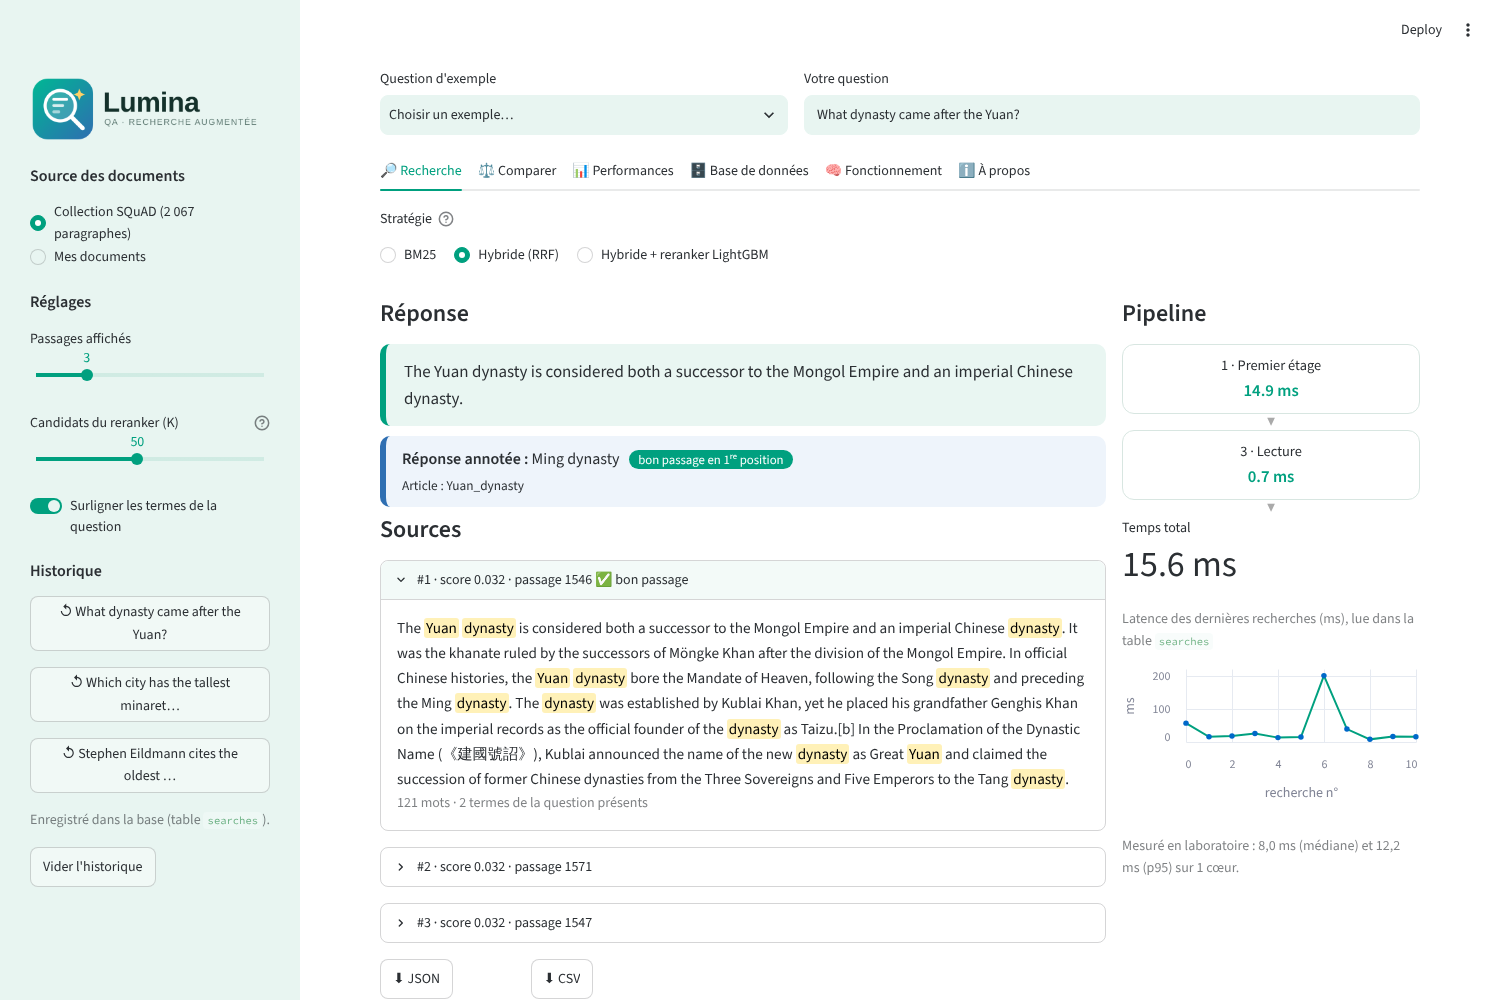 Deploy
Lumina
QA · RECHERCHE AUGMENTÉE
Source des documents
Collection SQuAD (2 067
paragraphes)
Mes documents
Réglages
Passages affichés
3
Candidats du reranker (K)
50
Surligner les termes de la
question
Historique
What dynasty came after the
Yuan?
Which city has the tallest
minaret…
Stephen Eildmann cites the
oldest …
Enregistré dans la base (table searches ).
Vider l'historique
Question d'exemple
Choisir un exemple…
Votre question
What dynasty came after the Yuan?
Recherche
Comparer
Performances
Base de données
Fonctionnement
À propos
Stratégie
BM25
Hybride (RRF)
Hybride + reranker LightGBM
Réponse
The Yuan dynasty is considered both a successor to the Mongol Empire and an imperial Chinese
dynasty.
Réponse annotée : Ming dynasty bon passage en 1re position
Article : Yuan_dynasty
Sources
#1 · score 0.032 · passage 1546 ✅ bon passage
The Yuan dynasty is considered both a successor to the Mongol Empire and an imperial Chinese dynasty. It
was the khanate ruled by the successors of Möngke Khan after the division of the Mongol Empire. In official
Chinese histories, the Yuan dynasty bore the Mandate of Heaven, following the Song dynasty and preceding
the Ming dynasty. The dynasty was established by Kublai Khan, yet he placed his grandfather Genghis Khan
on the imperial records as the official founder of the dynasty as Taizu.[b] In the Proclamation of the Dynastic
Name (《建國號詔》), Kublai announced the name of the new dynasty as Great Yuan and claimed the
succession of former Chinese dynasties from the Three Sovereigns and Five Emperors to the Tang dynasty.
121 mots · 2 termes de la question présents
#2 · score 0.032 · passage 1571
#3 · score 0.032 · passage 1547
⬇ JSON
⬇ CSV
Pipeline
1 · Premier étage
14.9 ms
3 · Lecture
0.7 ms
Temps total
15.6 ms
Latence des dernières recherches (ms), lue dans la
table searches
200
100
0
ms
0 2 4 6 8 10
recherche n°
Mesuré en laboratoire : 8,0 ms (médiane) et 12,2
ms (p95) sur 1 cœur.